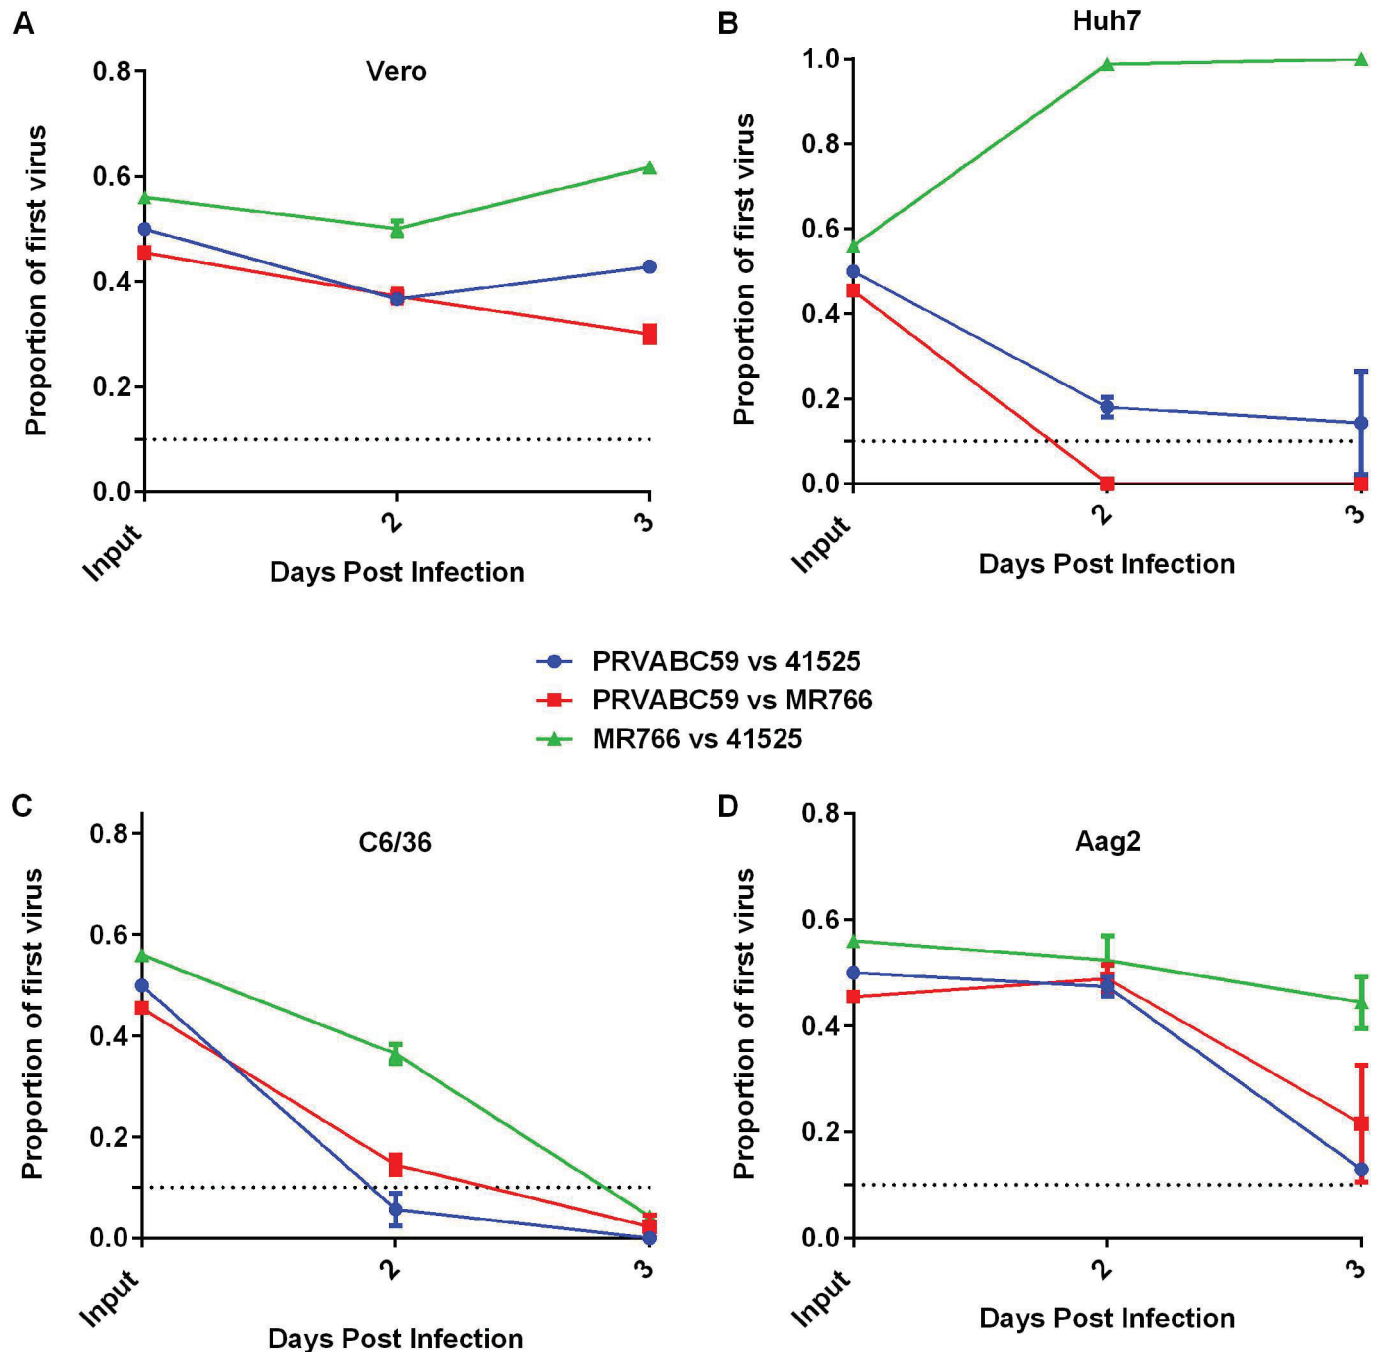 A
Vero
0.8
0.6
0.4
0.2
0.0
Proportion of first virus
Input
2
3
Days Post Infection
B
Huh7
1.0
0.8
0.6
0.4
0.2
0.0
Proportion of first virus
Input
2
3
Days Post Infection
PRVABC59 vs 41525
PRVABC59 vs MR766
MR766 vs 41525
C
C6/36
0.8
0.6
0.4
0.2
0.0
Proportion of first virus
Input
2
3
Days Post Infection
D
Aag2
0.8
0.6
0.4
0.2
0.0
Proportion of first virus
Input
2
3
Days Post Infection